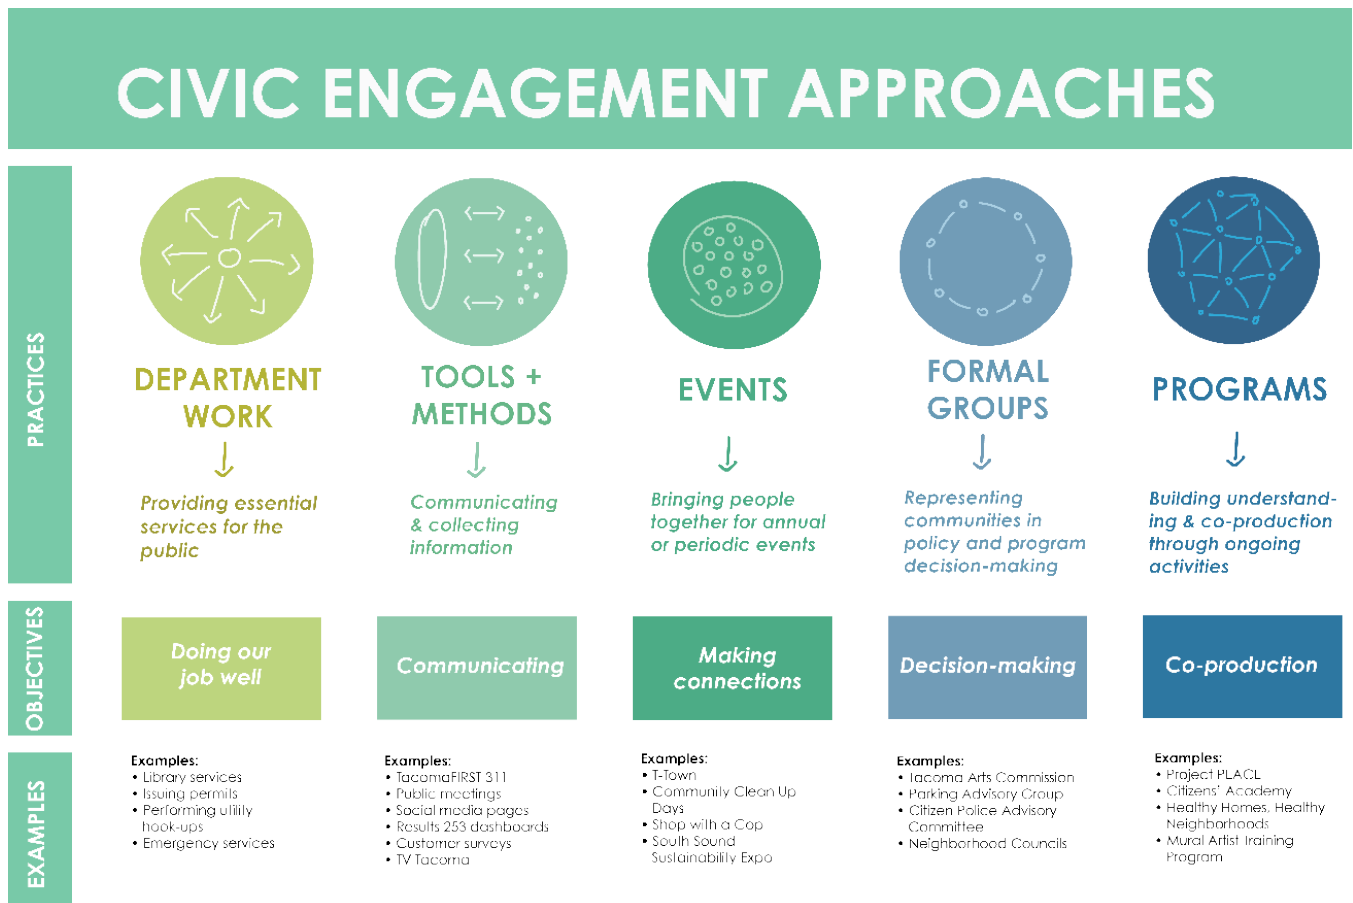 CIVIC ENGAGEMENT APPROACHES
PRACTICES
DEPARTMENT
WORK
Providing essential
services for the
public
TOOLS +
METHODS
Communicating
& collecting
information
EVENTS
Bringing people
together for annual
or periodic events
FORMAL
GROUPS
Representing
communities in
policy and program
decision-making
PROGRAMS
Building understand-
ing & co-production
through ongoing
activities
OBJECTIVES
Doing our
job well
Communicating
Making
connections
Decision-making
Co-production
EXAMPLES
Examples:
• Library services
• Issuing permits
• Performing utility
hook-ups
• Emergency services
Examples:
• TacomaFIRST 311
• Public meetings
• Social media pages
• Results 253 dashboards
• Customer surveys
• TV Tacoma
Examples:
• T-Town
• Community Clean Up
Days
• Shop with a Cop
• South Sound
Sustainability Expo
Examples:
• Tacoma Arts Commission
• Parking Advisory Group
• Citizen Police Advisory
Committee
• Neighborhood Councils
Examples:
• Project PLACE
• Citizens' Academy
• Healthy Homes, Healthy
Neighborhoods
• Mural Artist Training
Program